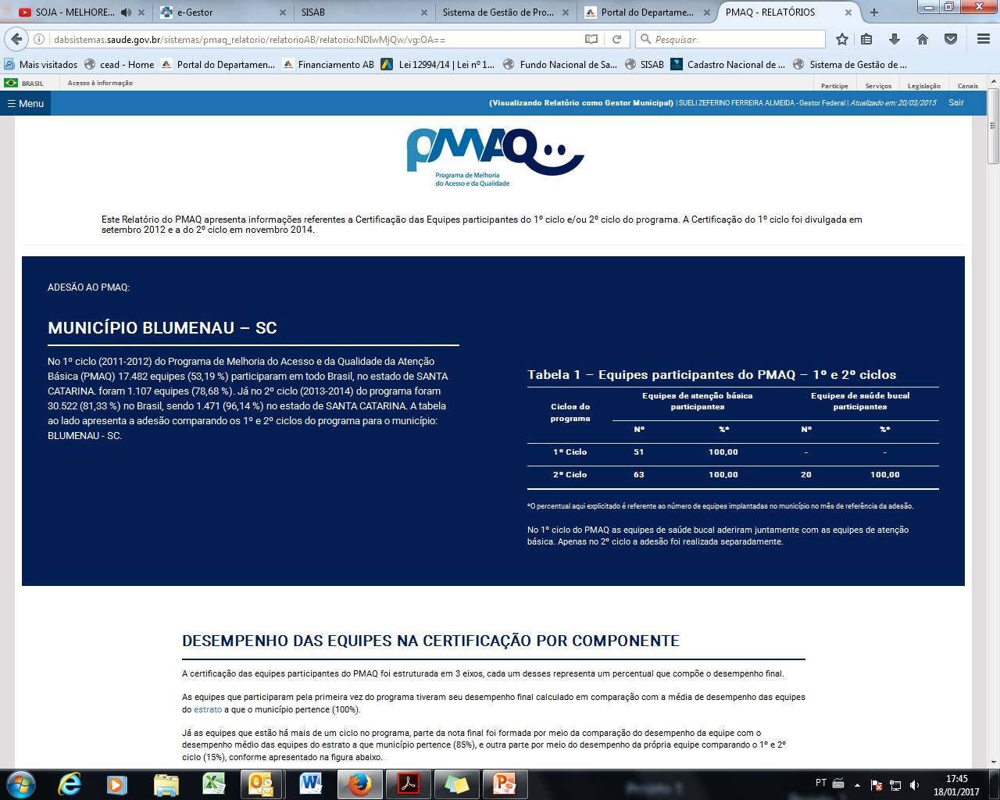 SOJA - MELHORE...
e-Gestor
SISAB
Sistema de Gestão de Pro...
Portal do Departame...
PMAQ - RELATÓRIOS
dabsistemas.saude.gov.br/sistemas/pmaq_relatorio/relatorioAB/relatorio:NDIwMjQw/vg:OA==
Pesquisar
Mais visitados
cead - Home
Portal do Departamen...
Financiamento AB
Lei 12994/14 | Lei nº 1...
Fundo Nacional de Sa...
SISAB
Cadastro Nacional de ...
Sistema de Gestão de ...
BRASIL
Acesso à informação
Participe
Serviços
Legislação
Canais
☰ Menu
(Visualizando Relatório como Gestor Municipal) | SUELI ZEFERINO FERREIRA ALMEIDA - Gestor Federal | Atualizado em: 20/03/2015
Sair
PMAQ
Programa de Melhoria
do Acesso e da Qualidade
Este Relatório do PMAQ apresenta informações referentes a Certificação das Equipes participantes do 1º ciclo e/ou 2º ciclo do programa. A Certificação do 1º ciclo foi divulgada em
setembro 2012 e a do 2º ciclo em novembro 2014.
ADESÃO AO PMAQ:
MUNICÍPIO BLUMENAU – SC
No 1º ciclo (2011-2012) do Programa de Melhoria do Acesso e da Qualidade da Atenção
Básica (PMAQ) 17.482 equipes (53,19 %) participaram em todo Brasil, no estado de SANTA
CATARINA. foram 1.107 equipes (78,68 %). Já no 2º ciclo (2013-2014) do programa foram
30.522 (81,33 %) no Brasil, sendo 1.471 (96,14 %) no estado de SANTA CATARINA. A tabela
ao lado apresenta a adesão comparando os 1º e 2º ciclos do programa para o município:
BLUMENAU - SC.
Tabela 1 – Equipes participantes do PMAQ – 1º e 2º ciclos
Ciclos do
programa
Equipes de atenção básica
participantes
Equipes de saúde bucal
participantes
Nº %* Nº %*
1º Ciclo 51 100,00 - -
2º Ciclo 63 100,00 20 100,00
*O percentual aqui explicitado é referente ao número de equipes implantadas no município no mês de referência da adesão.
No 1º ciclo do PMAQ as equipes de saúde bucal aderiram juntamente com as equipes de atenção
básica. Apenas no 2º ciclo a adesão foi realizada separadamente.
DESEMPENHO DAS EQUIPES NA CERTIFICAÇÃO POR COMPONENTE
A certificação das equipes participantes do PMAQ foi estruturada em 3 eixos, cada um desses representa um percentual que compõe o desempenho final.
As equipes que participaram pela primeira vez do programa tiveram seu desempenho final calculado em comparação com a média de desempenho das equipes
do estrato a que o município pertence (100%).
Já as equipes que estão há mais de um ciclo no programa, parte da nota final foi formada por meio da comparação do desempenho da equipe com o
desempenho médio das equipes do estrato a que município pertence (85%), e outra parte por meio do desempenho da própria equipe comparando o 1º e 2º
ciclo (15%), conforme apresentado na figura abaixo.
PT
17:45
18/01/2017